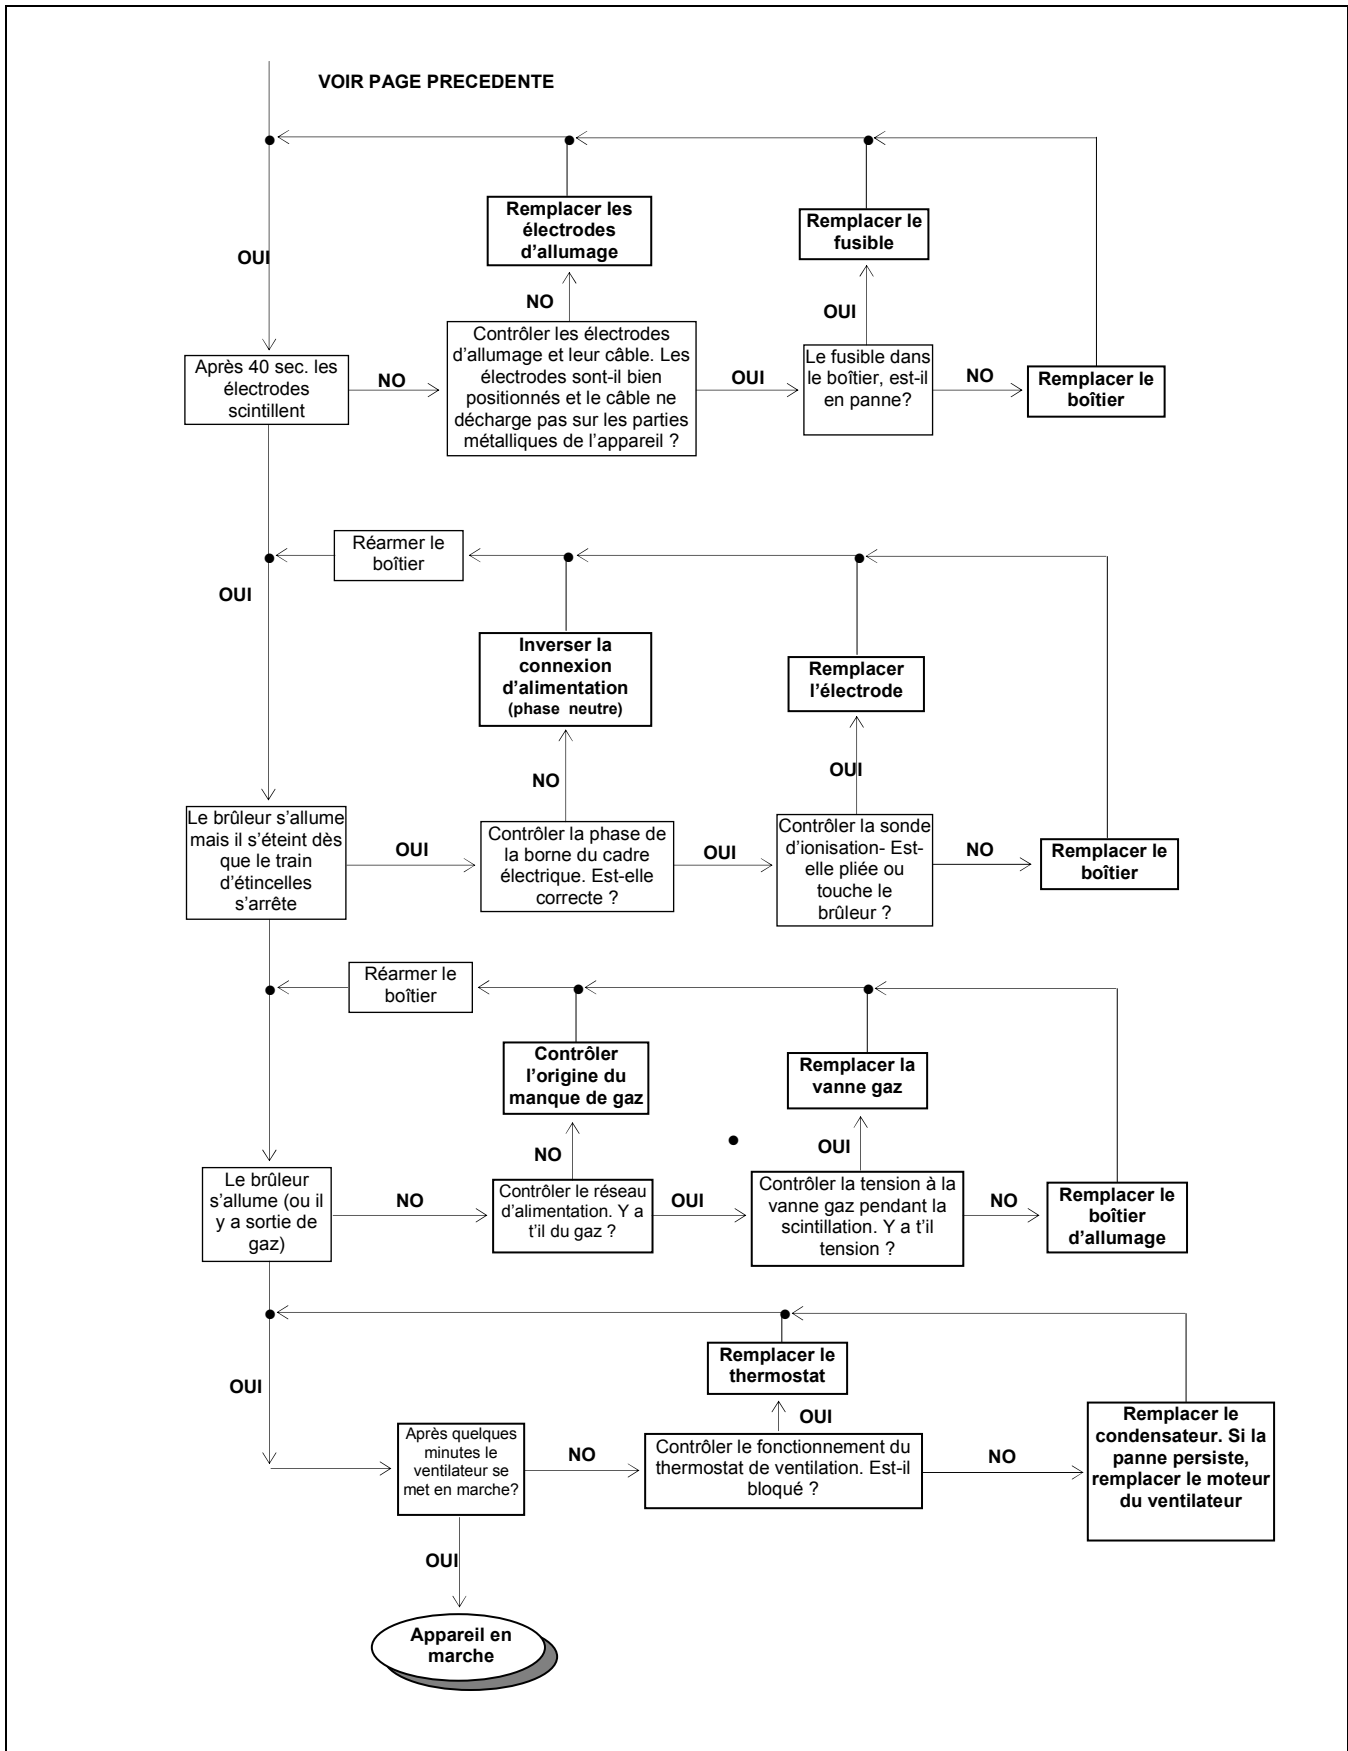 VOIR PAGE PRECEDENTE
Remplacer les
électrodes
d'allumage
Remplacer le
fusible
OUI
NO
OUI
Après 40 sec. les
électrodes
scintillent
NO
Contrôler les électrodes
d'allumage et leur câble. Les
électrodes sont-il bien
positionnés et le câble ne
décharge pas sur les parties
métalliques de l'appareil ?
OUI
Le fusible dans
le boîtier, est-il
en panne?
NO
Remplacer le
boîtier
Réarmer le
boîtier
OUI
Inverser la
connexion
d'alimentation
(phase neutre)
Remplacer
l'électrode
NO
OUI
Le brûleur s'allume
mais il s'éteint dès
que le train
d'étincelles
s'arrête
OUI
Contrôler la phase de
la borne du cadre
électrique. Est-elle
correcte ?
OUI
Contrôler la sonde
d'ionisation- Est-
elle pliée ou
touche le
brûleur ?
NO
Remplacer le
boîtier
Réarmer le
boîtier
Contrôler
l'origine du
manque de gaz
Remplacer la
vanne gaz
NO
OUI
Le brûleur
s'allume (ou il
y a sortie de
gaz)
NO
Contrôler le réseau
d'alimentation. Y a
t'il du gaz ?
OUI
Contrôler la tension à la
vanne gaz pendant la
scintillation. Y a t'il
tension ?
NO
Remplacer le
boîtier
d'allumage
Remplacer le
thermostat
OUI
OUI
Après quelques
minutes le
ventilateur se
met en marche?
NO
Contrôler le fonctionnement du
thermostat de ventilation. Est-il
bloqué ?
NO
Remplacer le
condensateur. Si la
panne persiste,
remplacer le moteur
du ventilateur
OUI
Appareil en
marche